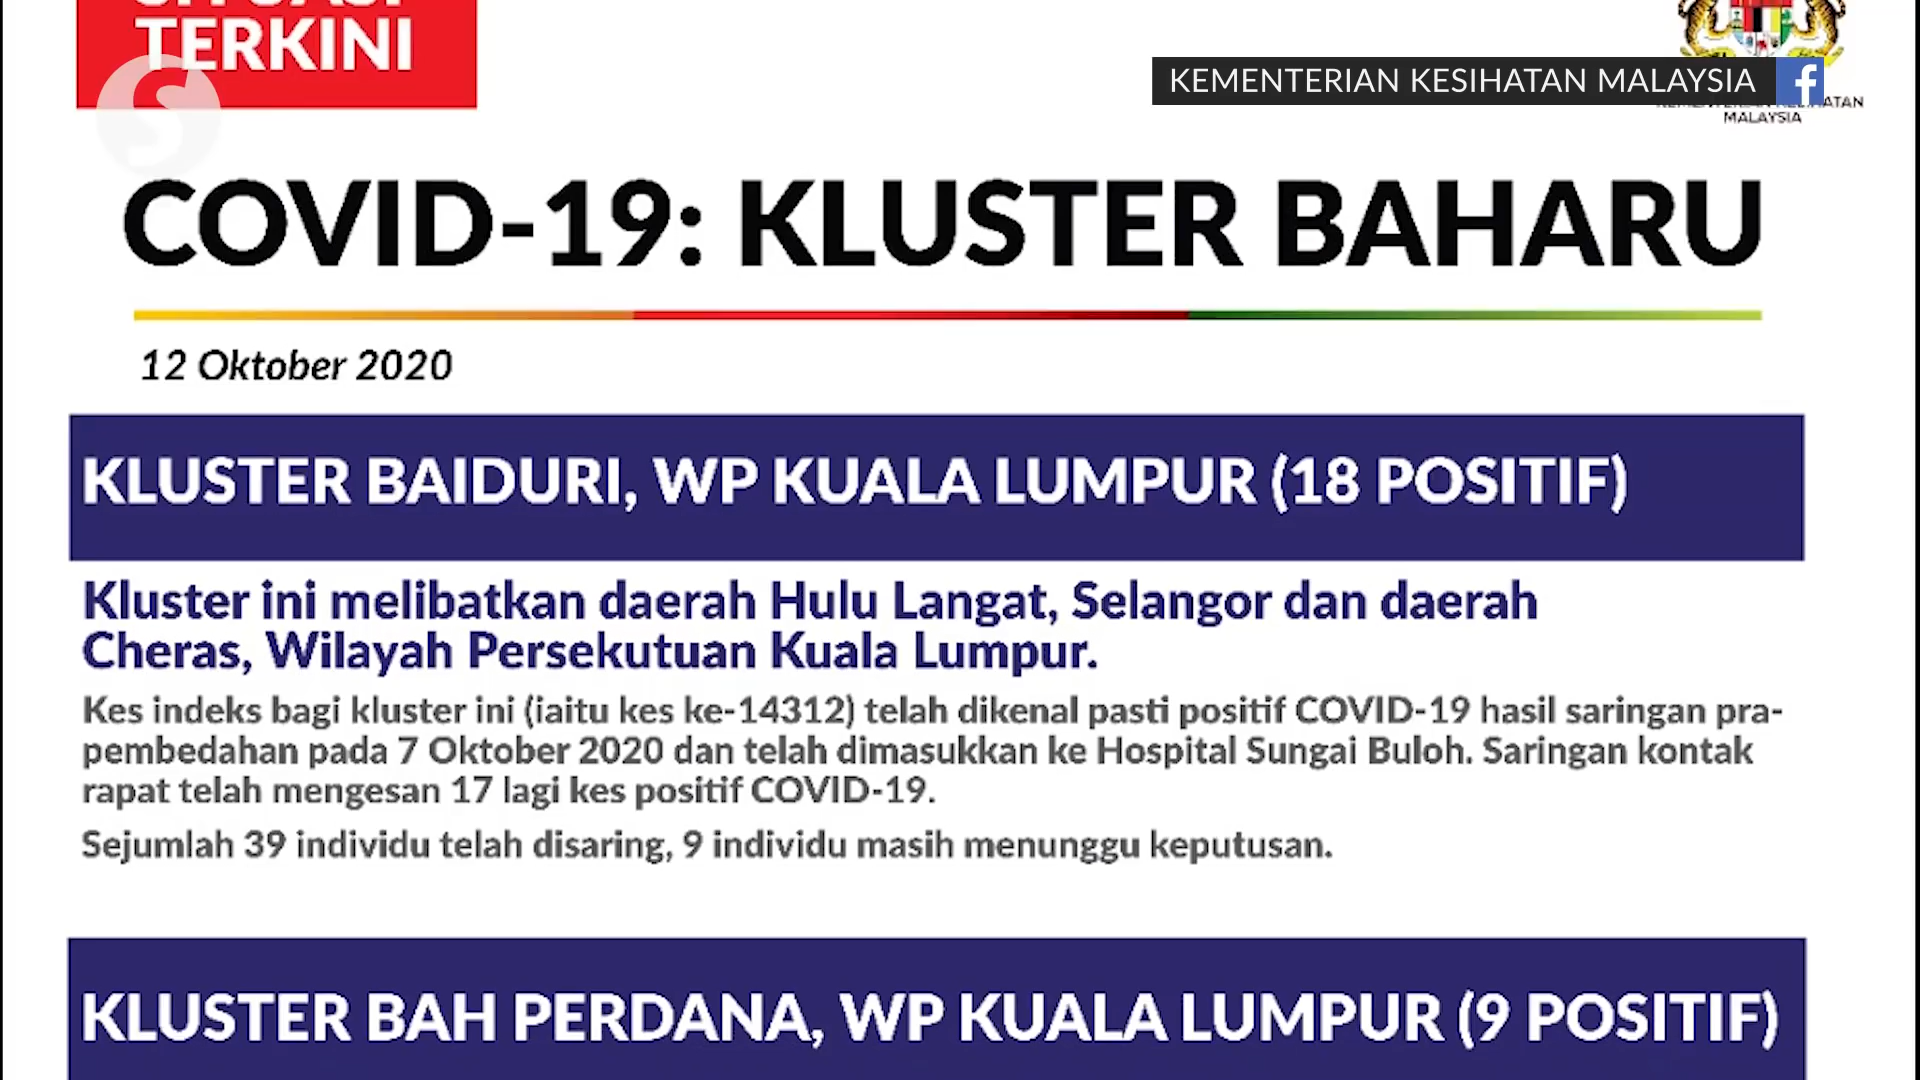 SITUASI
TERKINI
KEMENTERIAN KESIHATAN MALAYSIA
MALAYSIA
COVID-19: KLUSTER BAHARU
12 Oktober 2020
KLUSTER BAIDURI, WP KUALA LUMPUR (18 POSITIF)
Kluster ini melibatkan daerah Hulu Langat, Selangor dan daerah
Cheras, Wilayah Persekutuan Kuala Lumpur.
Kes indeks bagi kluster ini (iaitu kes ke-14312) telah dikenal pasti positif COVID-19 hasil saringan pra-
pembedahan pada 7 Oktober 2020 dan telah dimasukkan ke Hospital Sungai Buloh. Saringan kontak
rapat telah mengesan 17 lagi kes positif COVID-19.
Sejumlah 39 individu telah disaring, 9 individu masih menunggu keputusan.
KLUSTER BAH PERDANA, WP KUALA LUMPUR (9 POSITIF)